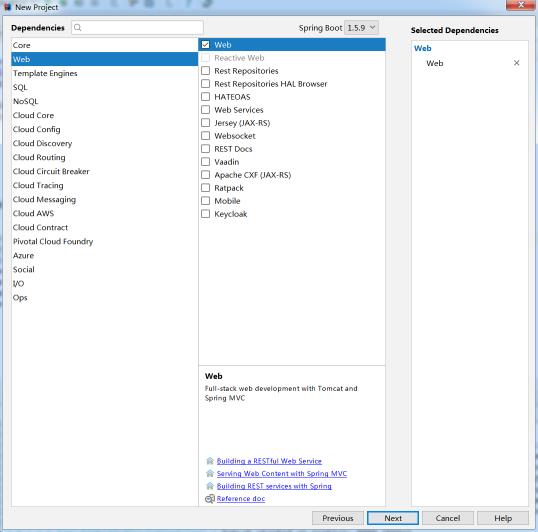 New Project
Dependencies
Spring Boot 1.5.9
Selected Dependencies
Core
Web
Template Engines
SQL
NoSQL
Cloud Core
Cloud Config
Cloud Discovery
Cloud Routing
Cloud Circuit Breaker
Cloud Tracing
Cloud Messaging
Cloud AWS
Cloud Contract
Pivotal Cloud Foundry
Azure
Social
I/O
Ops
Web
Reactive Web
Rest Repositories
Rest Repositories HAL Browser
HATEOAS
Web Services
Jersey (JAX-RS)
Websocket
REST Docs
Vaadin
Apache CXF (JAX-RS)
Ratpack
Mobile
Keycloak
Web
Full-stack web development with Tomcat and
Spring MVC
Building a RESTful Web Service
Serving Web Content with Spring MVC
Building REST services with Spring
Reference doc
Web
Web
Previous
Next
Cancel
Help